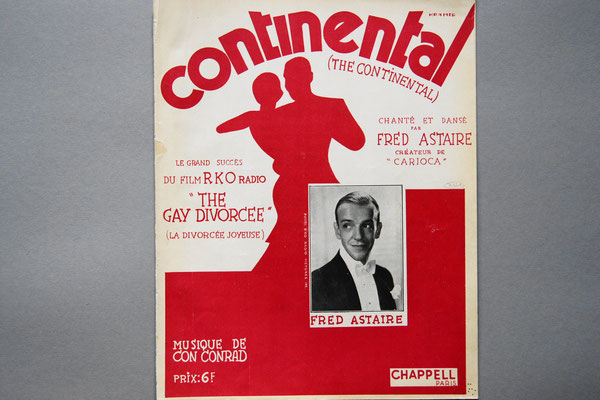 continental
(THE CONTINENTAL)
CHANTÉ ET DANSÉ
PAR
FRED ASTAIRE
CRÉATEUR DE
"CARIOCA"
LE GRAND SUCCÈS
DU FILM RKO RADIO
"THE
GAY DIVORCEE"
(LA DIVORCÉE JOYEUSE)
FRED ASTAIRE
MUSIQUE DE
CON CONRAD
PRIX: 6F
CHAPPELL
PARIS